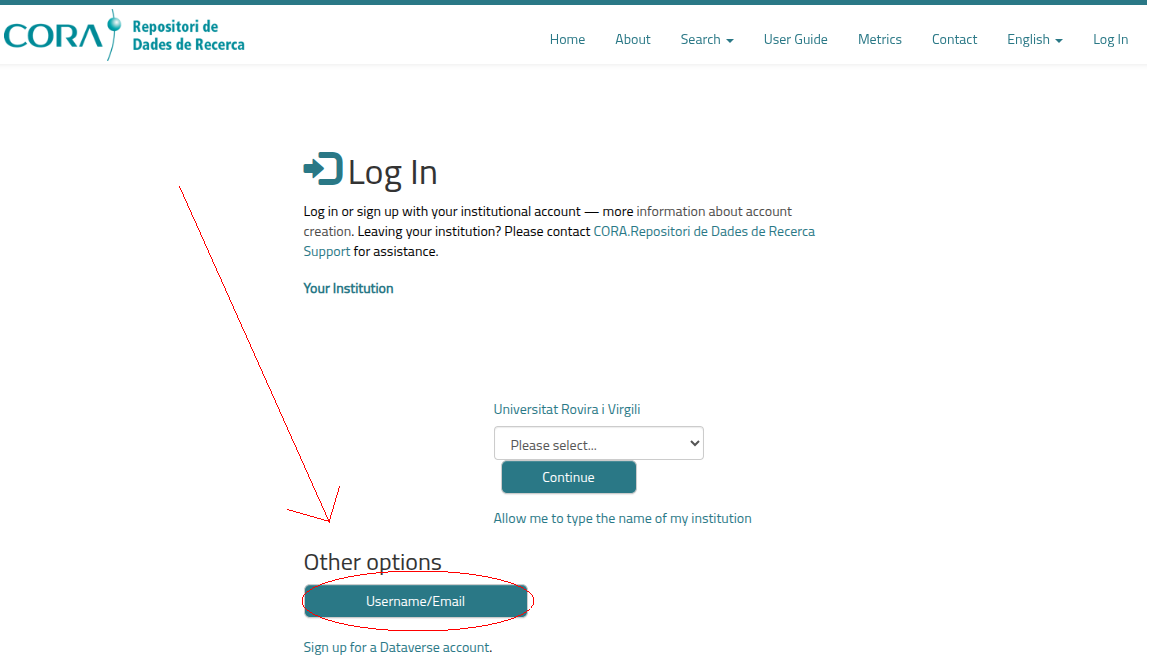 CORA Repositori de
Dades de Recerca
Home About Search User Guide Metrics Contact English Log In
Log In
Log in or sign up with your institutional account — more information about account
creation. Leaving your institution? Please contact CORA.Repositori de Dades de Recerca
Support for assistance.
Your Institution
Universitat Rovira i Virgili
Please select...
Continue
Allow me to type the name of my institution
Other options
Username/Email
Sign up for a Dataverse account.